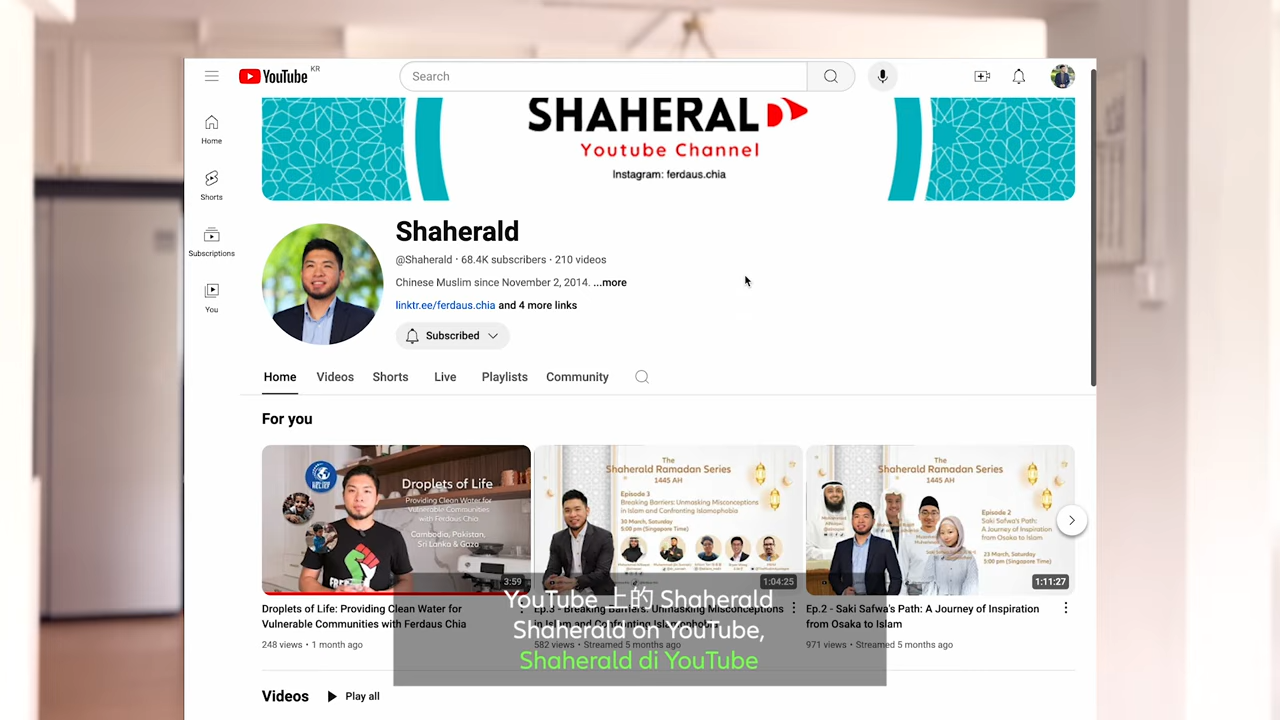 YouTube KR
Search
Home
Shorts
Subscriptions
You
SHAHERAL
Youtube Channel
Instagram: ferdaus.chia
Shaherald
@Shaherald · 68.4K subscribers · 210 videos
Chinese Muslim since November 2, 2014. ...more
linktr.ee/ferdaus.chia and 4 more links
Subscribed
Home Videos Shorts Live Playlists Community
For you
Droplets of Life
Providing Clean Water for
Vulnerable Communities
with Ferdaus Chia
Cambodia, Pakistan,
Sri Lanka & Gaza
3:59
Droplets of Life: Providing Clean Water for
Vulnerable Communities with Ferdaus Chia
248 views • 1 month ago
The
Shaherald Ramadan Series
1445 AH
Episode 3
Breaking Barriers: Unmasking Misconceptions
in Islam and Confronting Islamophobia
30 March, Saturday
5:00 pm (Singapore Time)
1:04:25
Ep.3 - Breaking Barriers: Unmasking Misconceptions
in Islam and Confronting Islamophobia
582 views • Streamed 5 months ago
The
Shaherald Ramadan Series
1445 AH
Episode 2
Saki Safwa's Path:
A Journey of Inspiration
from Osaka to Islam
23 March, Saturday
5:00 pm (Singapore Time)
1:11:27
Ep.2 - Saki Safwa's Path: A Journey of Inspiration
from Osaka to Islam
971 views • Streamed 5 months ago
YouTube 上的 Shaherald
Shaherald on YouTube,
Shaherald di YouTube
Videos Play all